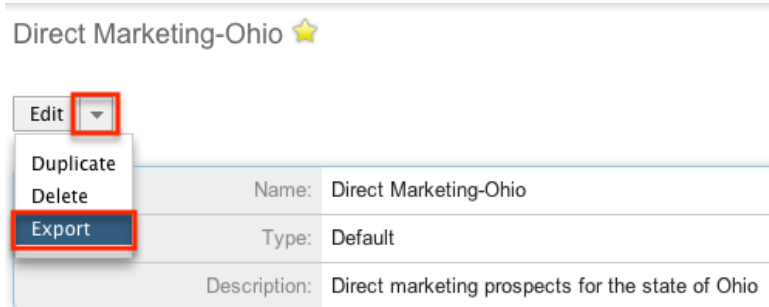 Direct Marketing-Ohio
Edit
Duplicate
Delete
Export
Name: Direct Marketing-Ohio
Type: Default
Description: Direct marketing prospects for the state of Ohio